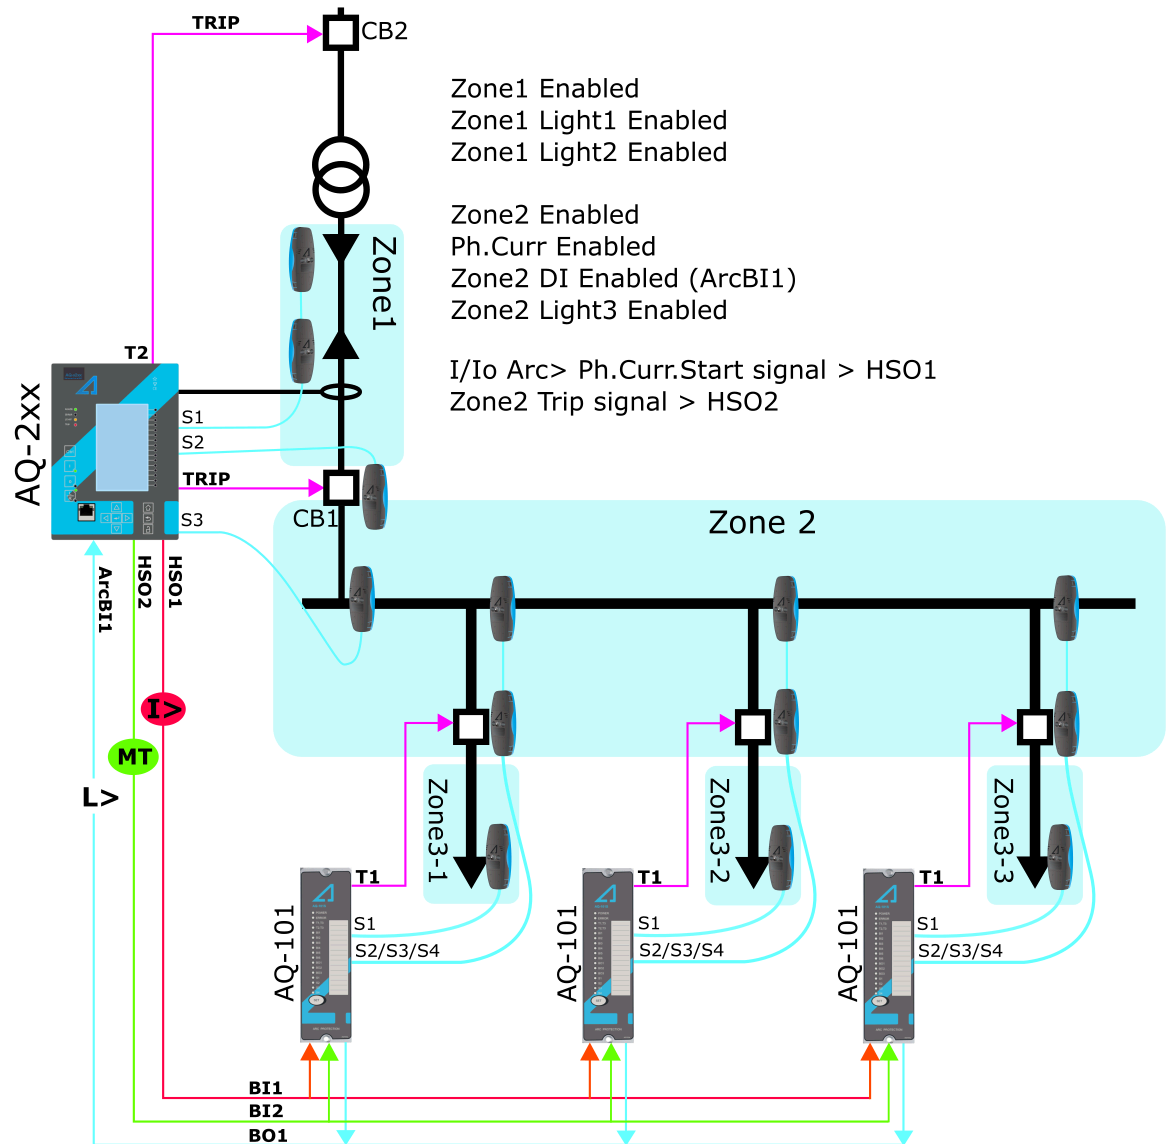 TRIP
CB2
Zone1 Enabled
Zone1 Light1 Enabled
Zone1 Light2 Enabled
Zone2 Enabled
Ph.Curr Enabled
Zone2 DI Enabled (ArcBI1)
Zone2 Light3 Enabled
I/Io Arc> Ph.Curr.Start signal > HSO1
Zone2 Trip signal > HSO2
Zone1
T2
AQ-2xx
S1
S2
TRIP
S3
CB1
Zone 2
ArcBI1
HSO2
HSO1
I>
MT
L>
Zone3-1
Zone3-2
Zone3-3
T1
T1
T1
AQ-101
S1
S2/S3/S4
AQ-101
S1
S2/S3/S4
AQ-101
S1
S2/S3/S4
BI1
BI2
BO1